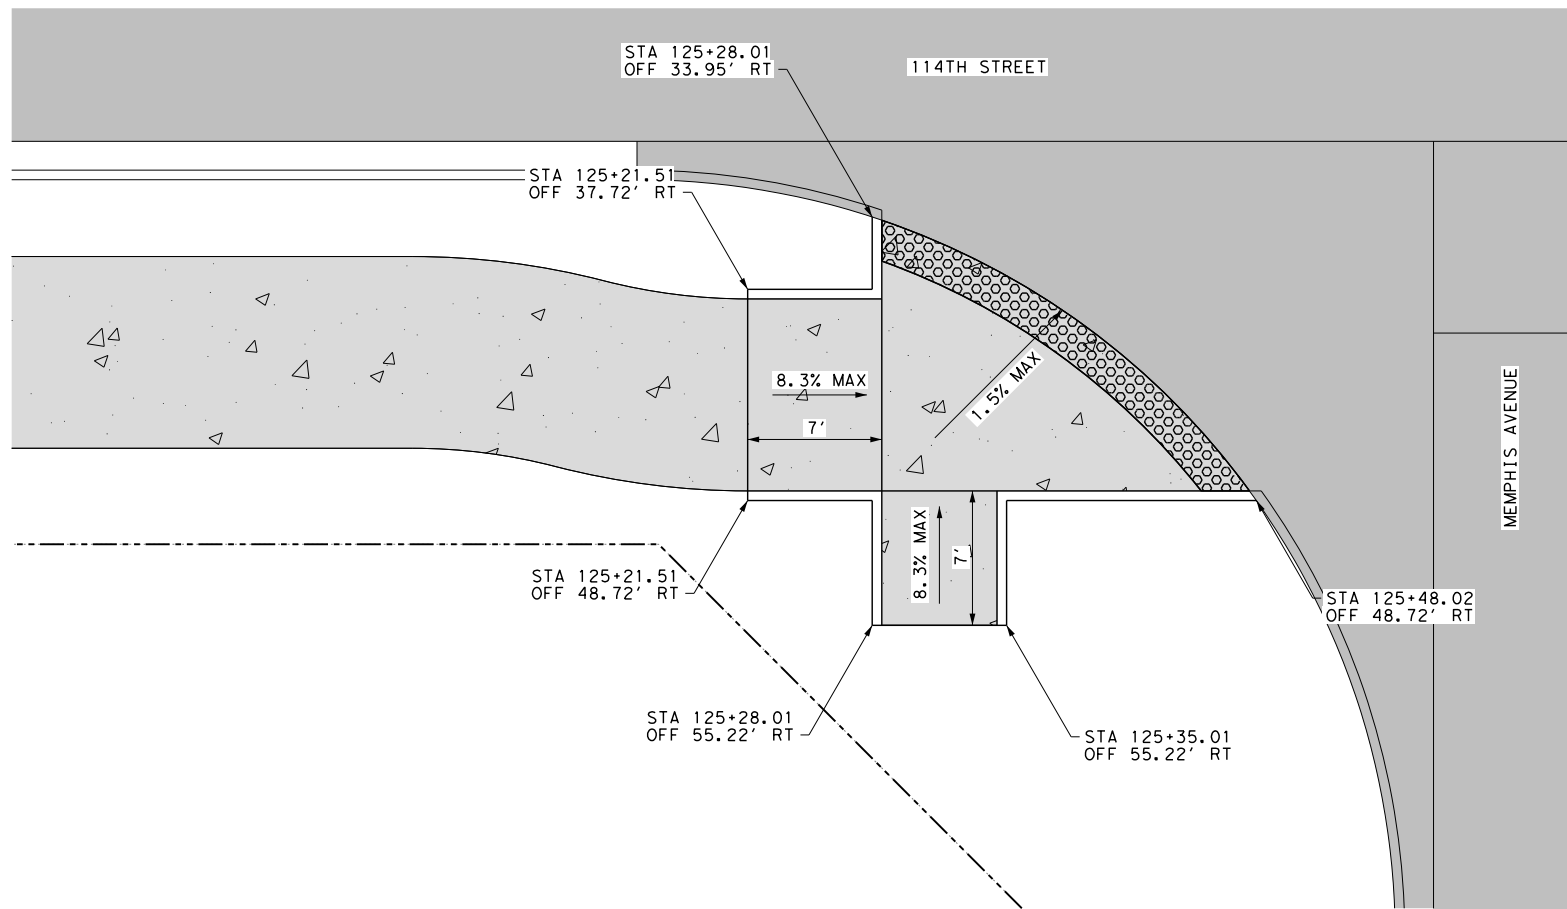 STA 125+28.01
OFF 33.95' RT
114TH STREET
STA 125+21.51
OFF 37.72' RT
8.3% MAX
7'
1.5% MAX
MEMPHIS AVENUE
8.3% MAX
7'
STA 125+21.51
OFF 48.72' RT
STA 125+48.02
OFF 48.72' RT
STA 125+28.01
OFF 55.22' RT
STA 125+35.01
OFF 55.22' RT